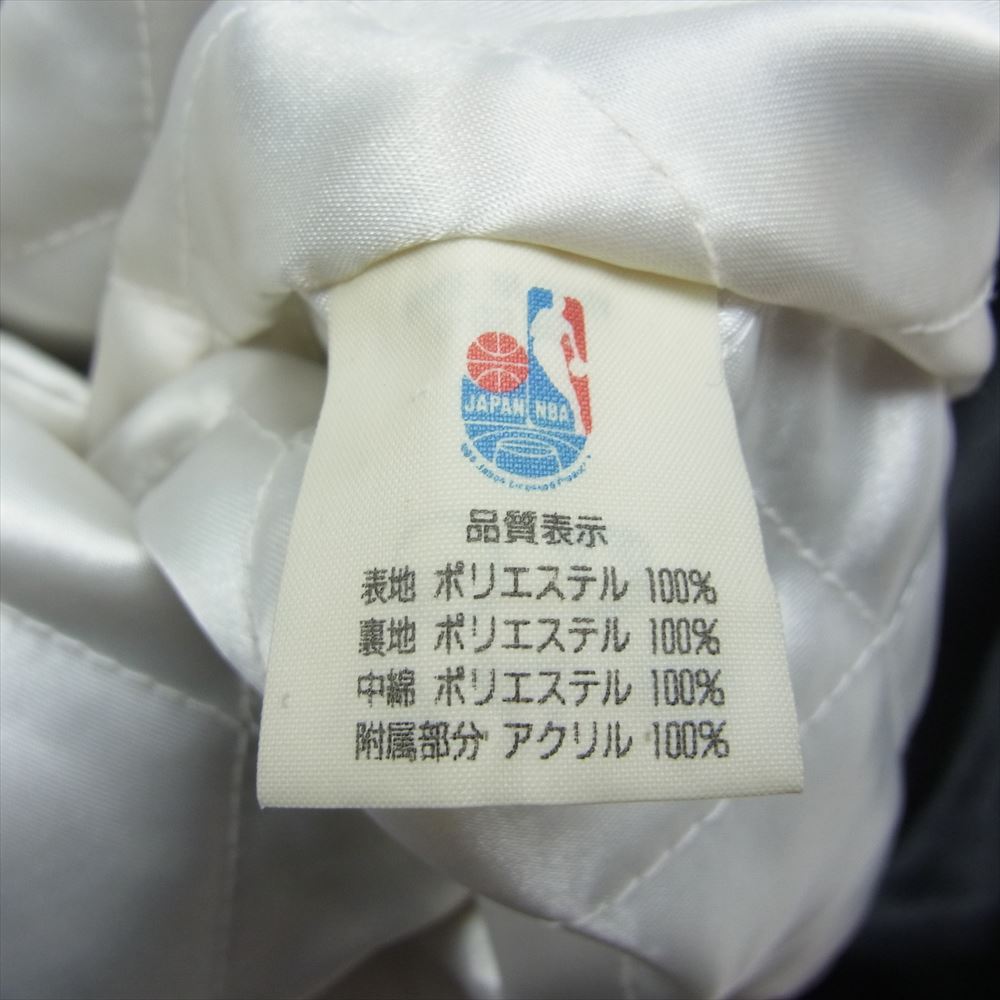 JAPAN NBA
品質表示
表地 ポリエステル 100%
裏地 ポリエステル 100%
中綿 ポリエステル 100%
附属部分 アクリル 100%